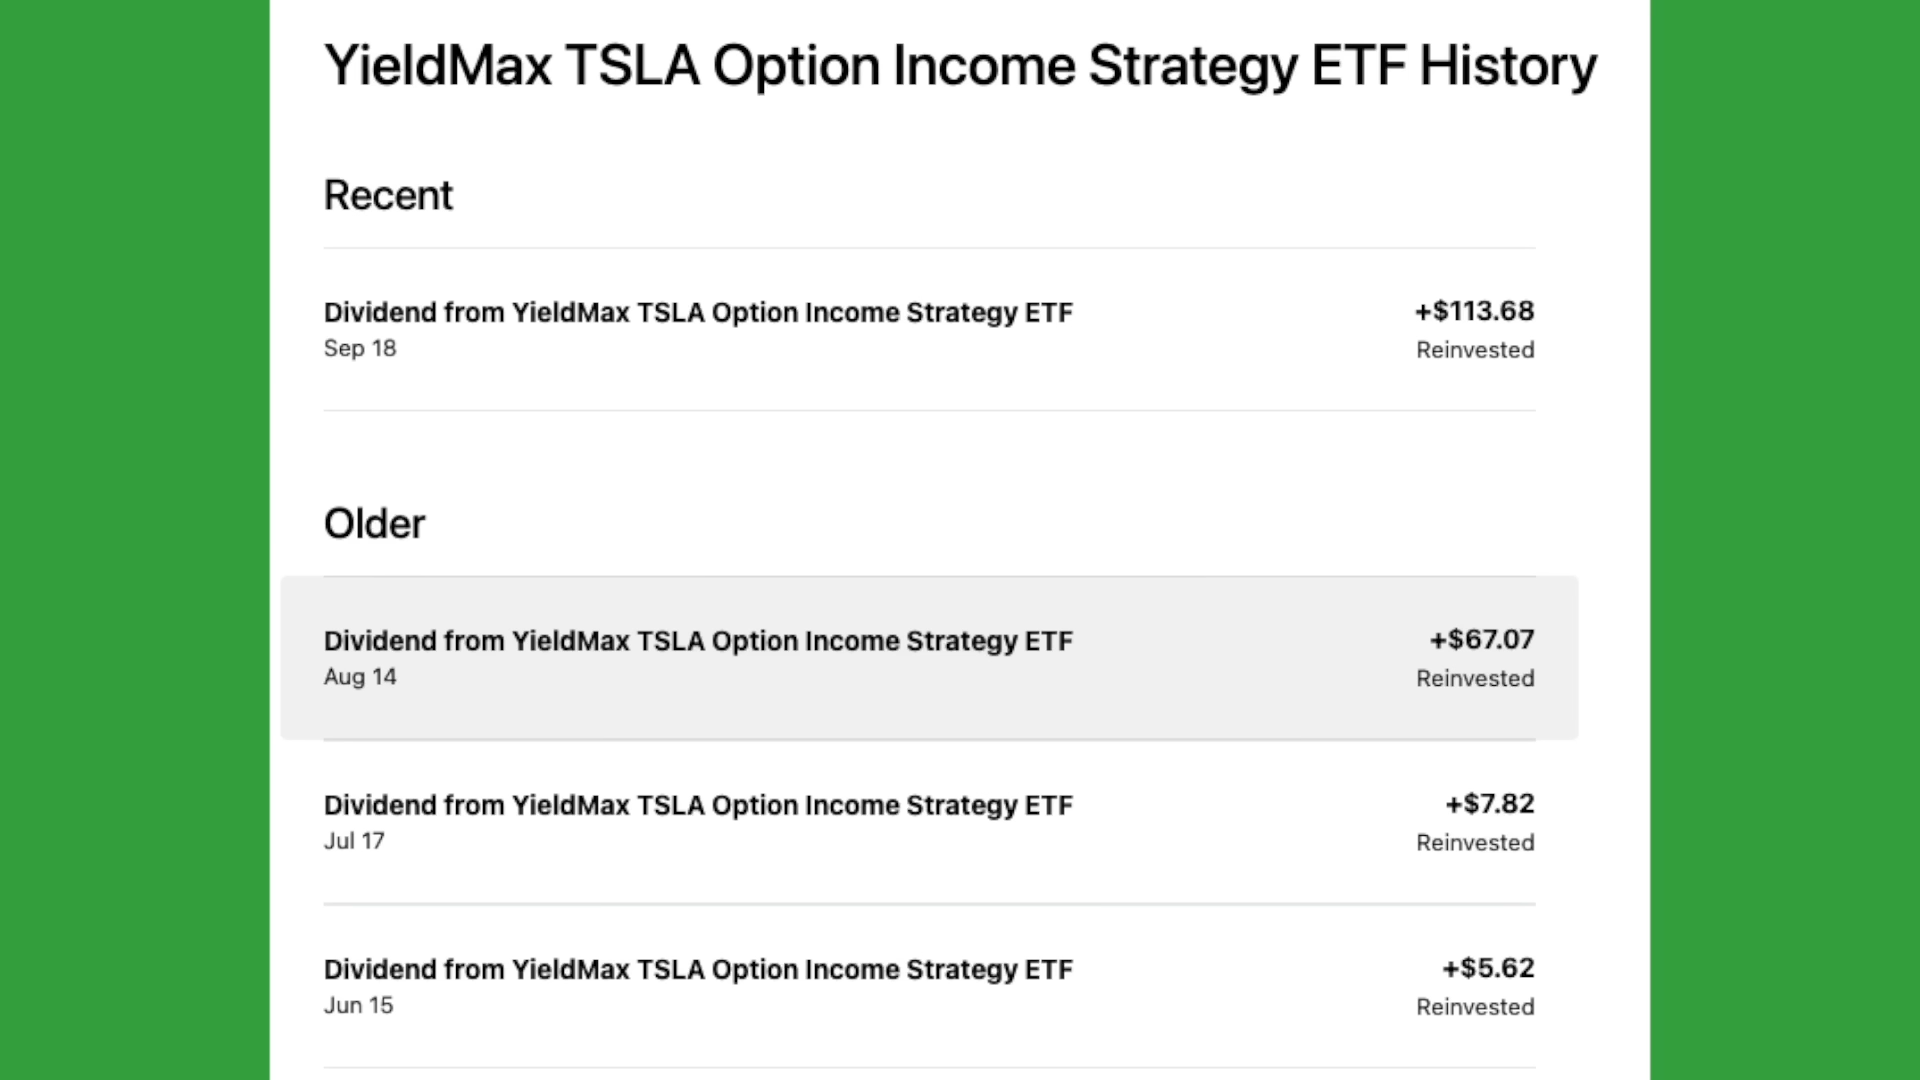 YieldMax TSLA Option Income Strategy ETF History
Recent
Dividend from YieldMax TSLA Option Income Strategy ETF +$113.68
Sep 18 Reinvested
Older
Dividend from YieldMax TSLA Option Income Strategy ETF +$67.07
Aug 14 Reinvested
Dividend from YieldMax TSLA Option Income Strategy ETF +$7.82
Jul 17 Reinvested
Dividend from YieldMax TSLA Option Income Strategy ETF +$5.62
Jun 15 Reinvested